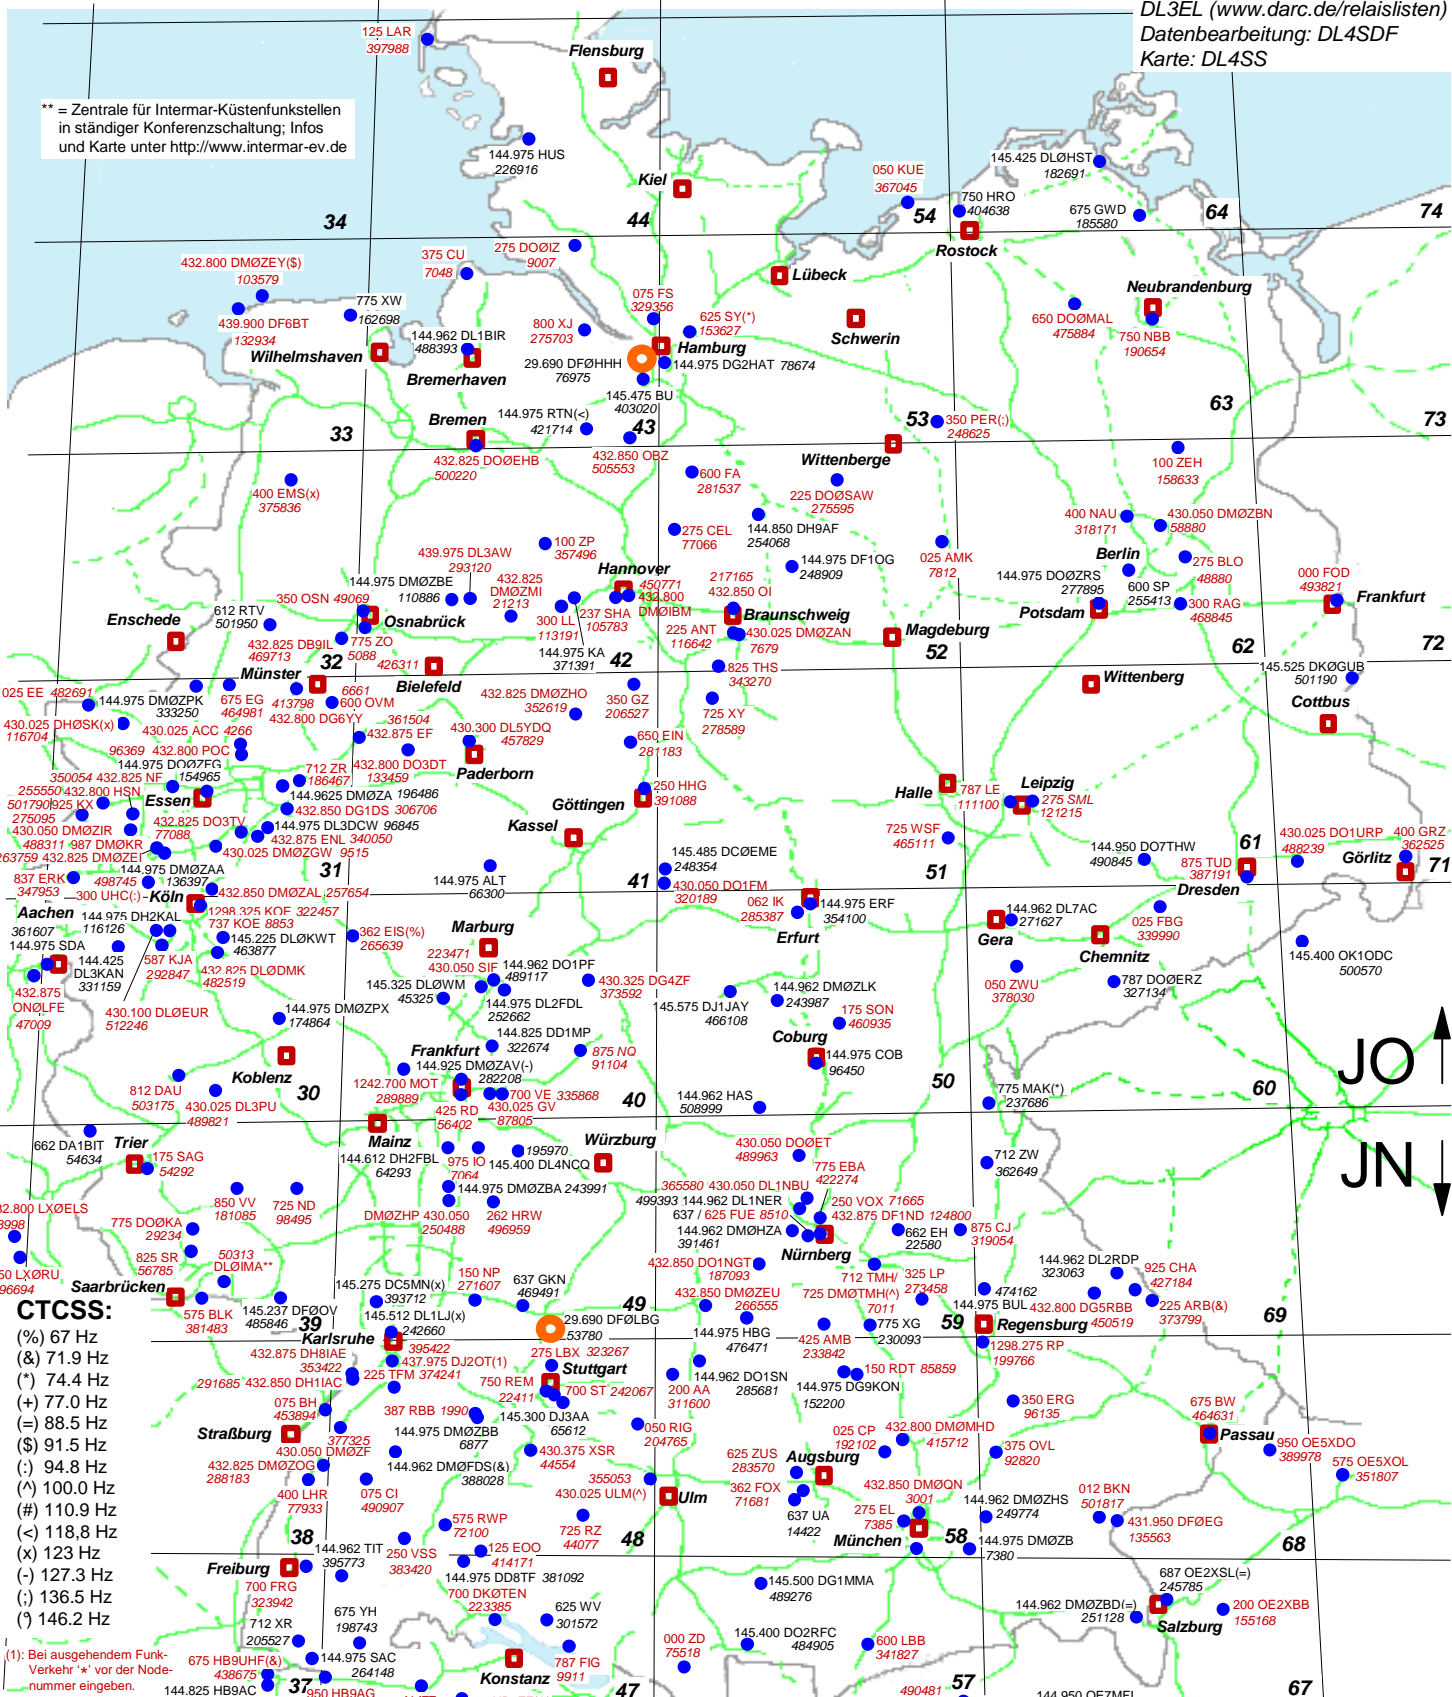 DL3EL (www.darc.de/relaislisten)
Datenbearbeitung: DL4SDF
Karte: DL4SS
125 LAR
397988
Flensburg
** = Zentrale für Intermar-Küstenfunkstellen
in ständiger Konferenzschaltung; Infos
und Karte unter http://www.intermar-ev.de
144.975 HUS
226916
Kiel
050 KUE
367045
145.425 DLØHST
182691
750 HRO
404638
675 GWD
185580
34
44
54
64
74
Rostock
432.800 DMØZEY($)
103579
375 CU
7048
275 DOØIZ
9007
Lübeck
439.900 DF6BT
132934
775 XW
162698
Wilhelmshaven
144.962 DL1BIR
488393
Bremerhaven
800 XJ
275703
075 FS
329356
625 SY(*)
153627
Hamburg
29.690 DFØHHH
76975
144.975 DG2HAT 78674
145.475 BU
403020
Schwerin
650 DOØMAL
475884
Neubrandenburg
750 NBB
190654
33
43
53
63
73
Bremen
144.975 RTN(<)
421714
432.825 DOØEHB
500220
432.850 OBZ
505553
350 PER(;)
248625
Wittenberge
100 ZEH
158633
400 EMS(x)
375836
600 FA
281537
225 DOØSAW
275595
275 CEL
77066
144.850 DH9AF
254068
144.975 DF1OG
248909
025 AMK
7812
400 NAU
318171
430.050 DMØZBN
58880
Berlin
275 BLO
48880
100 ZP
357496
439.975 DL3AW
293120
144.975 DMØZBE
110886
432.825
DMØZMI
21213
Hannover
450771
432.800
DMØIBM
217165
432.850 OI
Braunschweig
144.975 DOØZRS
277895
Potsdam
600 SP
255413
300 RAG
468845
000 FOD
493821
Frankfurt
350 OSN 49069
612 RTV
501950
Enschede
Osnabrück
300 LL
113191
237 SHA
105783
225 ANT
116642
430.025 DMØZAN
7679
Magdeburg
432.825 DB9IL
469713
775 ZO
5088
144.975 KA
371391
32
42
52
62
72
Münster
426311
Bielefeld
825 THS
343270
Wittenberg
145.525 DKØGUB
501190
Cottbus
025 EE 482691
144.975 DMØZPK
333250
675 EG
464981
413798
6661
600 OVM
432.800 DG6YY
432.825 DMØZHO
352619
350 GZ
206527
725 XY
278589
430.025 DHØSK(x)
116704
430.025 ACC 4266
361504
432.875 EF
430.300 DL5YDQ
457829
650 EIN
281183
96369 432.800 POC
144.975 DOØZFG
154965
432.800 DO3DT
133459
Paderborn
350054 432.825 NF
712 ZR
186467
196486
144.9625 DMØZA
255550 432.800 HSN
Essen
432.850 DG1DS 306706
501790 925 KX
275095
432.825 DO3TV
77088
144.975 DL3DCW 96845
Göttingen
250 HHG
391088
Kassel
Halle
787 LE
111100
Leipzig
275 SML
121215
430.050 DMØZIR
488311
987 DMØKR
432.875 ENL 340050
430.025 DMØZGW 9515
263759 432.825 DMØZEI
725 WSF
465111
144.950 DO7THW
490845
430.025 DO1URP
488239
400 GRZ
362525
Görlitz
837 ERK
347953
498745
144.975 DMØZAA
136397
31
41
51
61
71
144.975 ALT
66300
145.485 DCØEME
248354
430.050 DO1FM
320189
875 TUD
387191
Dresden
300 UHC(:)
Köln
432.850 DMØZAL 257654
1298.325 KOE 322457
062 IK
285387
144.975 ERF
354100
Erfurt
144.962 DL7AC
271627
Gera
025 FBG
339990
Chemnitz
Aachen
361607
144.975 DH2KAL
116126
737 KOE 8853
145.225 DLØKWT
463877
362 EIS(%)
265639
Marburg
223471
430.050 SIF
144.962 DO1PF
489117
144.975 SDA
144.425
DL3KAN
331159
587 KJA
292847
432.825 DLØDMK
482519
145.325 DLØWM
45325
144.975 DL2FDL
252662
430.325 DG4ZF
373592
145.575 DJ1JAY
466108
144.962 DMØZLK
243987
050 ZWU
378030
787 DOØERZ
327134
145.400 OK1ODC
500570
432.875
ONØLFE
47009
430.100 DLØEUR
512246
144.975 DMØZPX
174864
144.825 DD1MP
322674
175 SON
460935
Coburg
144.975 COB
96450
JO
Frankfurt
875 NQ
91104
Koblenz
144.925 DMØZAV(-)
282208
1242.700 MOT
289889
812 DAU
503175
430.025 DL3PU
489821
30
40
50
60
700 VE 335868
425 RD
56402
430.025 GV
87805
144.962 HAS
508999
775 MAK(*)
237686
662 DA1BIT
54634
Trier
175 SAG
54292
Mainz
144.612 DH2FBL
64293
975 IO
7064
195970
145.400 DL4NCQ
Würzburg
430.050 DOØET
489963
712 ZW
362649
JN
850 VV
181085
725 ND
98495
144.975 DMØZBA 243991
DMØZHP 430.050
250488
262 HRW
496959
365580 430.050 DL1NBU
775 EBA
422274
499393 144.962 DL1NER
250 VOX 71665
637 / 625 FUE 8510
432.875 DF1ND 124800
775 DOØKA
29234
144.962 DMØHZA
391461
Nürnberg
662 EH
22580
875 CJ
319054
825 SR
56785
50313
DLØIMA**
150 NP
271607
432.850 DO1NGT
187093
712 TMH/
725 DMØTMH(^)
7011
325 LP
273458
144.962 DL2RDP
323063
925 CHA
427184
Saarbrücken
575 BLK
381483
145.237 DFØOV
485846
145.275 DC5MN(x)
393712
637 GKN
469491
432.850 DMØZEU
266555
474162
144.975 BUL
432.800 DG5RBB
450519
225 ARB(&)
373799
CTCSS:
(%) 67 Hz
(&) 71.9 Hz
(*) 74.4 Hz
(+) 77.0 Hz
(=) 88.5 Hz
($) 91.5 Hz
(:) 94.8 Hz
(^) 100.0 Hz
(#) 110.9 Hz
(<) 118,8 Hz
(x) 123 Hz
(-) 127.3 Hz
(;) 136.5 Hz
(°) 146.2 Hz
39
49
59
69
145.512 DL1LJ(x)
242660
Karlsruhe
395422
29.690 DFØLBG
53780
323267
144.975 HBG
476471
425 AMB
233842
775 XG
230093
Regensburg
1298.275 RP
199766
432.875 DH8IAE
353422
437.975 DJ2OT(1)
374241
275 LBX
Stuttgart
291685 432.850 DH1IAC
225 TFM
750 REM
22411
700 ST 242067
144.962 DO1SN
285681
200 AA
311600
150 RDT 85859
144.975 DG9KON
152200
350 ERG
96135
675 BW
464631
Passau
075 BH
453894
387 RBB 1990
145.300 DJ3AA
65612
050 RIG
204765
Straßburg
377325
430.050 DMØZF
144.975 DMØZBB
6877
025 CP
192102
432.800 DMØMHD
415712
375 OVL
92820
950 OE5XDO
389978
432.825 DMØZOG
288183
144.962 DMØFDS(&)
388028
430.375 XSR
44554
625 ZUS
283570
Augsburg
575 OE5XOL
351807
400 LHR
77933
075 CI
490907
355053
430.025 ULM(^)
Ulm
362 FOX
71681
637 UA
14422
432.850 DMØQN
3001
275 EL
7385
144.962 DMØZHS
249774
012 BKN
501817
431.950 DFØEG
135563
575 RWP
72100
725 RZ
44077
38
48
58
68
München
144.975 DMØZB
7380
144.962 TIT
395773
250 VSS
383420
125 EOO
414171
Freiburg
700 FRG
323942
144.975 DD8TF 381092
145.500 DG1MMA
489276
687 OE2XSL(=)
245785
700 DKØTEN
223385
144.962 DMØZBD(=)
251128
Salzburg
200 OE2XBB
155168
712 XR
205527
675 YH
198743
625 WV
301572
145.400 DO2RFC
484905
600 LBB
341827
000 ZD
75518
(1): Bei ausgehendem Funk-
Verkehr '*' vor der Node-
nummer eingeben.
675 HB9UHF(&)
438675
144.975 SAC
264148
787 FIG
9911
Konstanz
144.825 HB9AC
37
950 HB9AG
47
57
490481
67